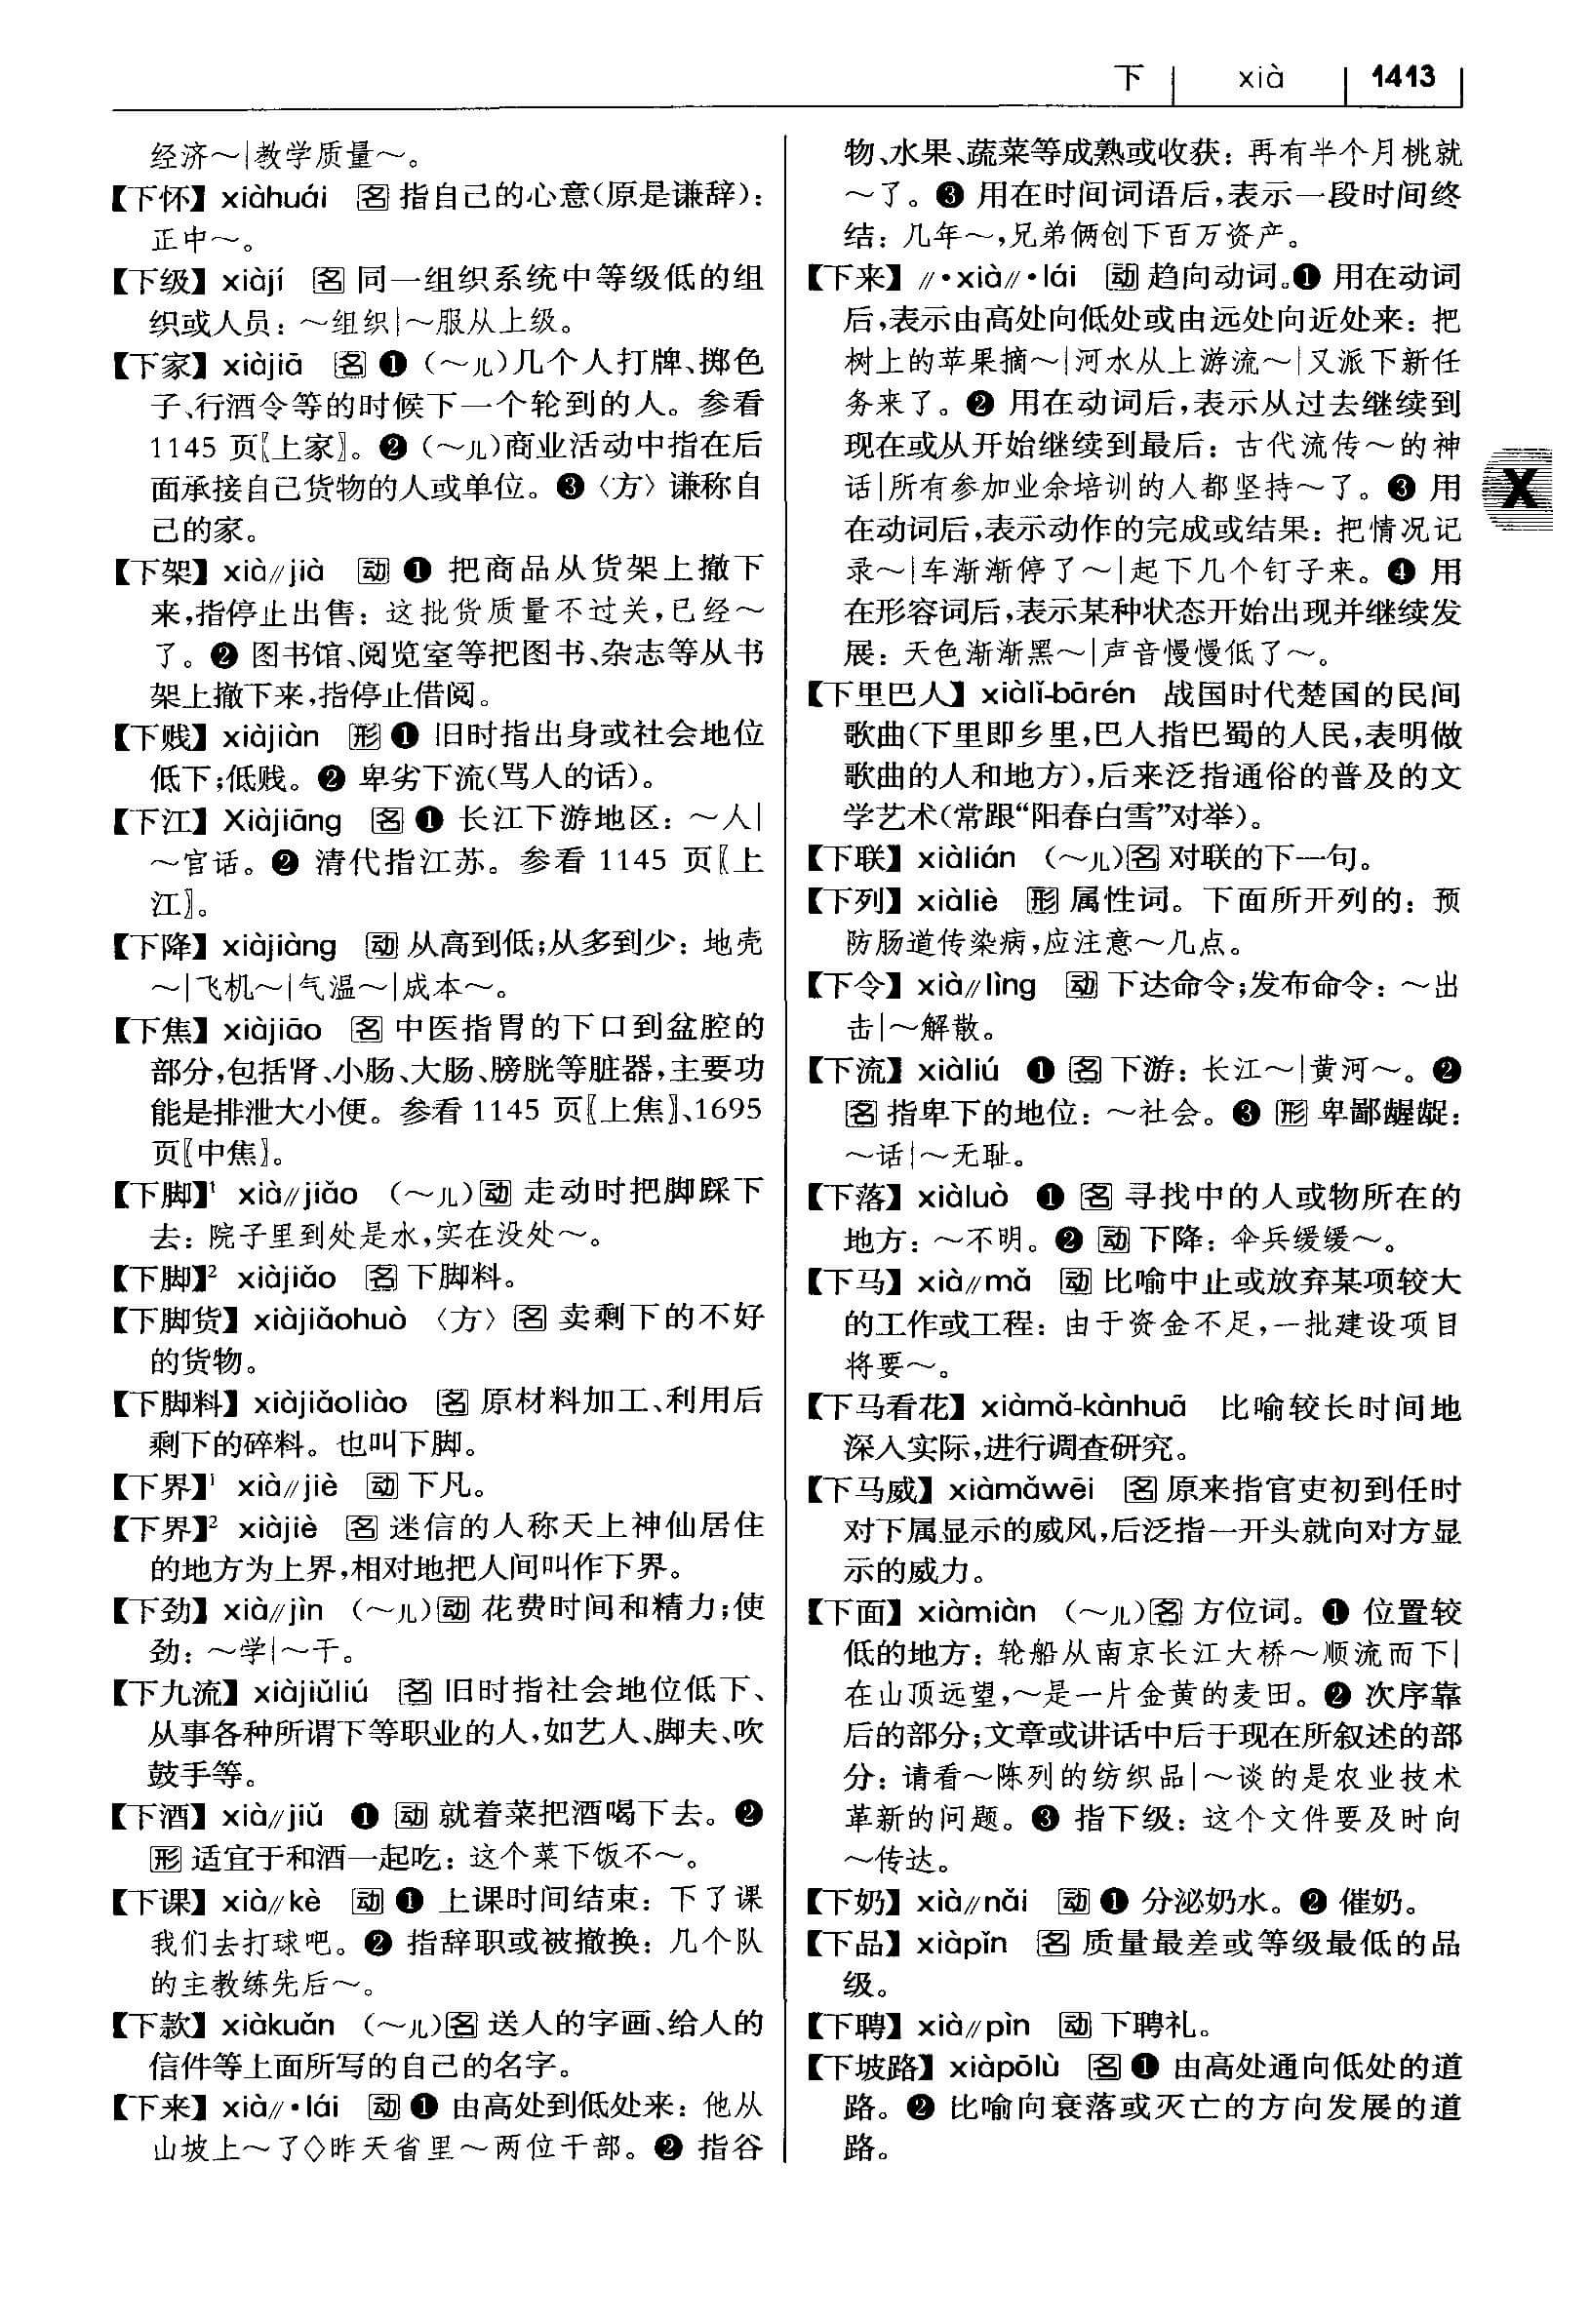 下 | xià | 1413
经济～|教学质量～。
【下怀】 xiàhuái 名 指自己的心意(原是谦辞)：
正中～。
【下级】 xiàjí 名 同一组织系统中等级低的组
织或人员：～组织|～服从上级。
【下家】 xiàjiā 名 ❶ (～儿)几个人打牌、掷色
子、行酒令等的时候下一个轮到的人。参看
1145 页〖上家〗。❷ (～儿)商业活动中指在后
面承接自己货物的人或单位。❸〈方〉谦称自
己的家。
【下架】 xià//jià 动 ❶ 把商品从货架上撤下
来,指停止出售：这批货质量不过关,已经～
了。❷ 图书馆、阅览室等把图书、杂志等从书
架上撤下来,指停止借阅。
【下贱】 xiàjiàn 形 ❶ 旧时指出身或社会地位
低下;低贱。❷ 卑劣下流(骂人的话)。
【下江】 Xiàjiāng 名 ❶ 长江下游地区：～人|
～官话。❷ 清代指江苏。参看 1145 页〖上
江〗。
【下降】 xiàjiàng 动 从高到低;从多到少：地壳
～|飞机～|气温～|成本～。
【下焦】 xiàjiāo 名 中医指胃的下口到盆腔的
部分,包括肾、小肠、大肠、膀胱等脏器,主要功
能是排泄大小便。参看 1145 页〖上焦〗、1695
页〖中焦〗。
【下脚】¹ xià//jiǎo (～儿)动 走动时把脚踩下
去：院子里到处是水,实在没处～。
【下脚】² xiàjiǎo 名 下脚料。
【下脚货】 xiàjiǎohuò 〈方〉名 卖剩下的不好
的货物。
【下脚料】 xiàjiǎoliào 名 原材料加工、利用后
剩下的碎料。也叫下脚。
【下界】¹ xià//jiè 动 下凡。
【下界】² xiàjiè 名 迷信的人称天上神仙居住
的地方为上界,相对地把人间叫作下界。
【下劲】 xià//jìn (～儿)动 花费时间和精力;使
劲：～学|～干。
【下九流】 xiàjiǔliú 名 旧时指社会地位低下、
从事各种所谓下等职业的人,如艺人、脚夫、吹
鼓手等。
【下酒】 xià//jiǔ ❶ 动 就着菜把酒喝下去。❷
形 适宜于和酒一起吃：这个菜下饭不～。
【下课】 xià//kè 动 ❶ 上课时间结束：下了课
我们去打球吧。❷ 指辞职或被撤换：几个队
的主教练先后～。
【下款】 xiàkuǎn (～儿)名 送人的字画、给人的
信件等上面所写的自己的名字。
【下来】 xià//·lái 动 ❶ 由高处到低处来：他从
山坡上～了◇昨天省里～两位干部。❷ 指谷
物、水果、蔬菜等成熟或收获：再有半个月桃就
～了。❸ 用在时间词语后,表示一段时间终
结：几年～,兄弟俩创下百万资产。
【下来】 //·xià//·lái 动 趋向动词。❶ 用在动词
后,表示由高处向低处或由远处向近处来：把
树上的苹果摘～|河水从上游流～|又派下新任
务来了。❷ 用在动词后,表示从过去继续到
现在或从开始继续到最后：古代流传～的神
话|所有参加业余培训的人都坚持～了。❸ 用
在动词后,表示动作的完成或结果：把情况记
录～|车渐渐停了～|起下几个钉子来。❹ 用
在形容词后,表示某种状态开始出现并继续发
展：天色渐渐黑～|声音慢慢低了～。
【下里巴人】 xiàlǐ-bārén 战国时代楚国的民间
歌曲(下里即乡里,巴人指巴蜀的人民,表明做
歌曲的人和地方),后来泛指通俗的普及的文
学艺术(常跟“阳春白雪”对举)。
【下联】 xiàlián (～儿)名 对联的下一句。
【下列】 xiàliè 形 属性词。下面所开列的：预
防肠道传染病,应注意～几点。
【下令】 xià//lìng 动 下达命令;发布命令：～出
击|～解散。
【下流】 xiàliú ❶ 名 下游：长江～|黄河～。❷
名 指卑下的地位：～社会。❸ 形 卑鄙龌龊：
～话|～无耻。
【下落】 xiàluò ❶ 名 寻找中的人或物所在的
地方：～不明。❷ 动 下降：伞兵缓缓～。
【下马】 xià//mǎ 动 比喻中止或放弃某项较大
的工作或工程：由于资金不足,一批建设项目
将要～。
【下马看花】 xiàmǎ-kànhuā 比喻较长时间地
深入实际,进行调查研究。
【下马威】 xiàmǎwēi 名 原来指官吏初到任时
对下属显示的威风,后泛指一开头就向对方显
示的威力。
【下面】 xiàmiàn (～儿)名 方位词。❶ 位置较
低的地方：轮船从南京长江大桥～顺流而下|
在山顶远望,～是一片金黄的麦田。❷ 次序靠
后的部分;文章或讲话中后于现在所叙述的部
分：请看～陈列的纺织品|～谈的是农业技术
革新的问题。❸ 指下级：这个文件要及时向
～传达。
【下奶】 xià//nǎi 动 ❶ 分泌奶水。❷ 催奶。
【下品】 xiàpǐn 名 质量最差或等级最低的品
级。
【下聘】 xià//pìn 动 下聘礼。
【下坡路】 xiàpōlù 名 ❶ 由高处通向低处的道
路。❷ 比喻向衰落或灭亡的方向发展的道
路。
X